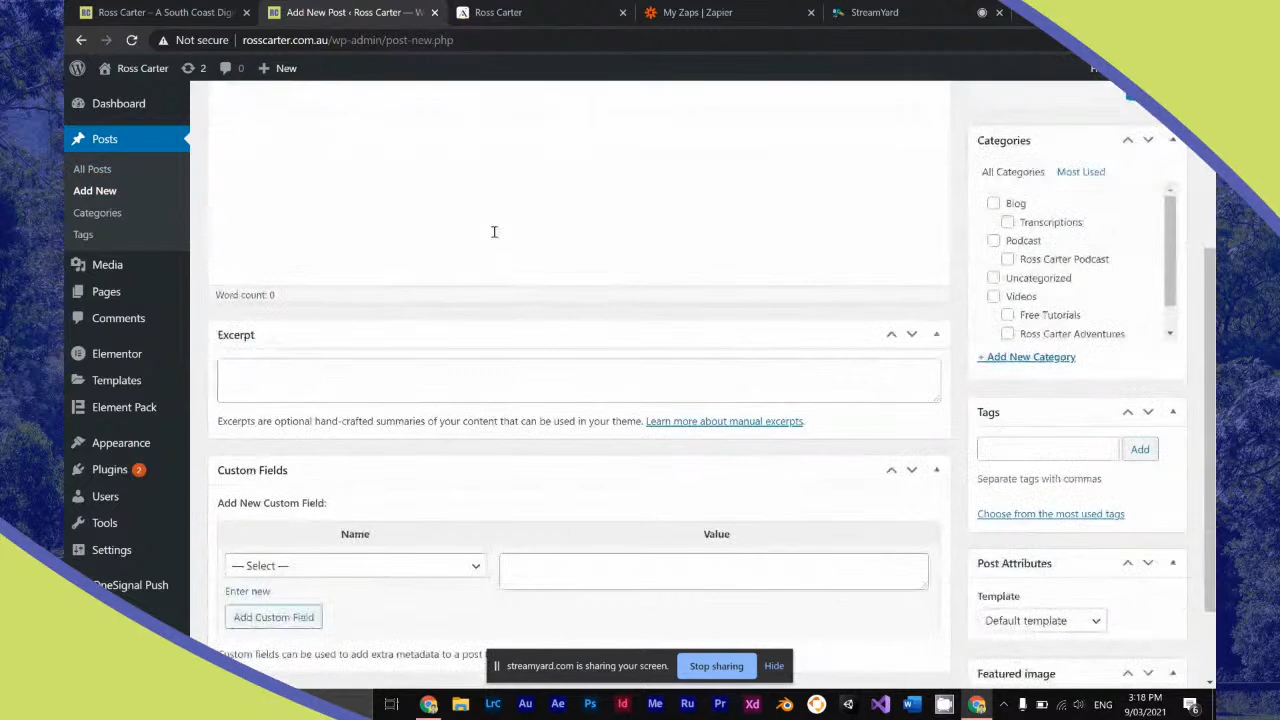 Ross Carter – A South Coast Digi
Add New Post ‹ Ross Carter — W
Ross Carter
My Zaps | Zapier
StreamYard
Not secure
rosscarter.com.au/wp-admin/post-new.php
Ross Carter
2
0
New
H
Dashboard
Posts
All Posts
Add New
Categories
Tags
Media
Pages
Comments
Elementor
Templates
Element Pack
Appearance
Plugins 2
Users
Tools
Settings
OneSignal Push
Word count: 0
Excerpt
Excerpts are optional hand-crafted summaries of your content that can be used in your theme. Learn more about manual excerpts.
Custom Fields
Add New Custom Field:
Name
Value
— Select —
Enter new
Add Custom Field
Custom fields can be used to add extra metadata to a post
Categories
All Categories
Most Used
Blog
Transcriptions
Podcast
Ross Carter Podcast
Uncategorized
Videos
Free Tutorials
Ross Carter Adventures
+ Add New Category
Tags
Add
Separate tags with commas
Choose from the most used tags
Post Attributes
Template
Default template
Featured image
streamyard.com is sharing your screen.
Stop sharing
Hide
Lrc Au Ae Ps Id Me Ru Pr Xd
ENG
3:18 PM
9/03/2021
6